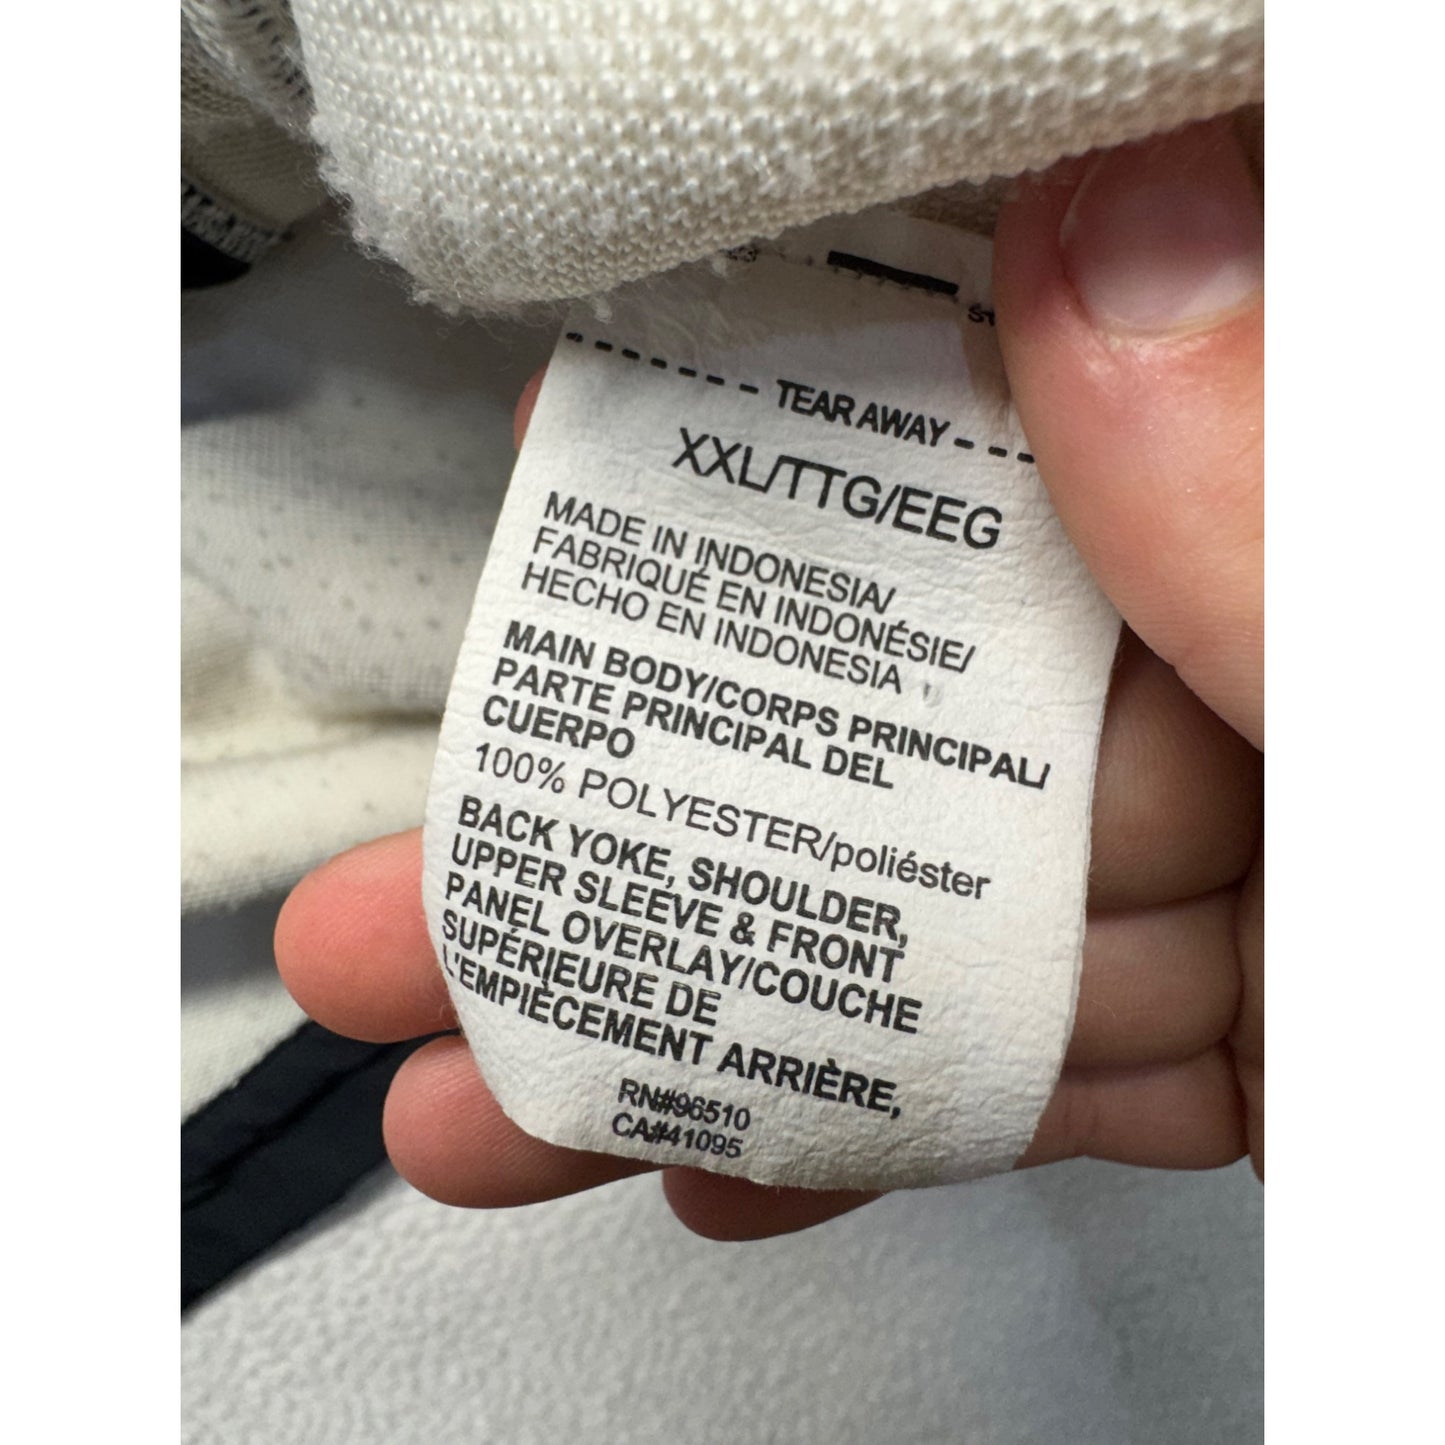 TEAR AWAY
XXL/TTG/EEG
MADE IN INDONESIA/
FABRIQUÉ EN INDONÉSIE/
HECHO EN INDONESIA
MAIN BODY/CORPS PRINCIPAL/
PARTE PRINCIPAL DEL
CUERPO
100% POLYESTER/poliéster
BACK YOKE, SHOULDER,
UPPER SLEEVE & FRONT
PANEL OVERLAY/COUCHE
SUPÉRIEURE DE
L'EMPIÈCEMENT ARRIÈRE,
RN#96510
CA#41095